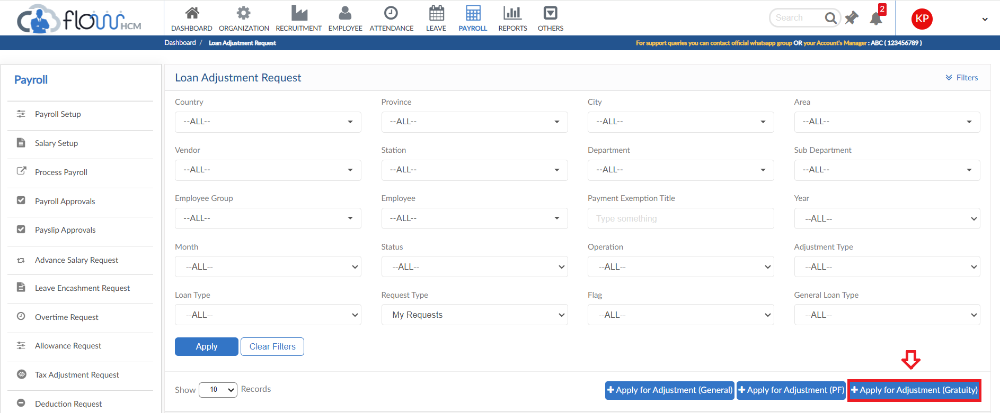 flow HCM
DASHBOARD ORGANIZATION RECRUITMENT EMPLOYEE ATTENDANCE LEAVE PAYROLL REPORTS OTHERS
Search
2
KP
Dashboard / Loan Adjustment Request
For support queries you can contact official whatsapp group OR your Account's Manager : ABC ( 123456789 )
Payroll
Payroll Setup
Salary Setup
Process Payroll
Payroll Approvals
Payslip Approvals
Advance Salary Request
Leave Encashment Request
Overtime Request
Allowance Request
Tax Adjustment Request
Deduction Request
Loan Adjustment Request
Filters
Country Province City Area
--ALL-- --ALL-- --ALL-- --ALL--
Vendor Station Department Sub Department
--ALL-- --ALL-- --ALL-- --ALL--
Employee Group Employee Payment Exemption Title Year
--ALL-- --ALL-- Type something --ALL--
Month Status Operation Adjustment Type
--ALL-- --ALL-- --ALL-- --ALL--
Loan Type Request Type Flag General Loan Type
--ALL-- My Requests --ALL-- --ALL--
Apply Clear Filters
Show 10 Records
+ Apply for Adjustment (General) + Apply for Adjustment (PF) + Apply for Adjustment (Gratuity)